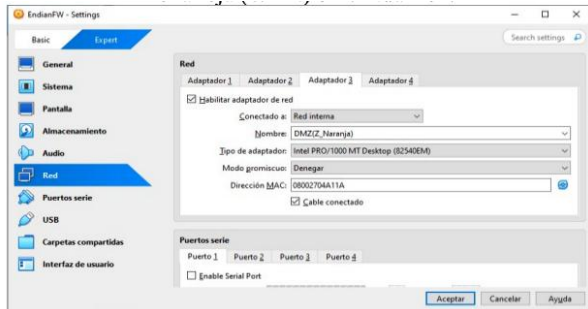 EndianFW - Settings
Basic Expert Search settings
General
Sistema
Pantalla
Almacenamiento
Audio
Red
Puertos serie
USB
Carpetas compartidas
Interfaz de usuario
Red
Adaptador 1 Adaptador 2 Adaptador 3 Adaptador 4
Habilitar adaptador de red
Conectado a: Red interna
Nombre: DMZ(Z_Naranja)
Tipo de adaptador: Intel PRO/1000 MT Desktop (82540EM)
Modo promiscuo: Denegar
Dirección MAC: 08002704A11A
Cable conectado
Puertos serie
Puerto 1 Puerto 2 Puerto 3 Puerto 4
Enable Serial Port
Aceptar Cancelar Ayuda